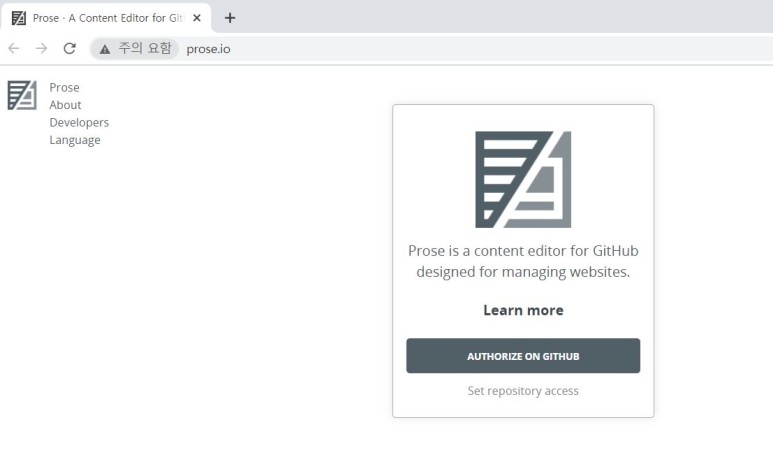 Prose · A Content Editor for Git
주의 요함 prose.io
Prose
About
Developers
Language
Prose is a content editor for GitHub
designed for managing websites.
Learn more
AUTHORIZE ON GITHUB
Set repository access